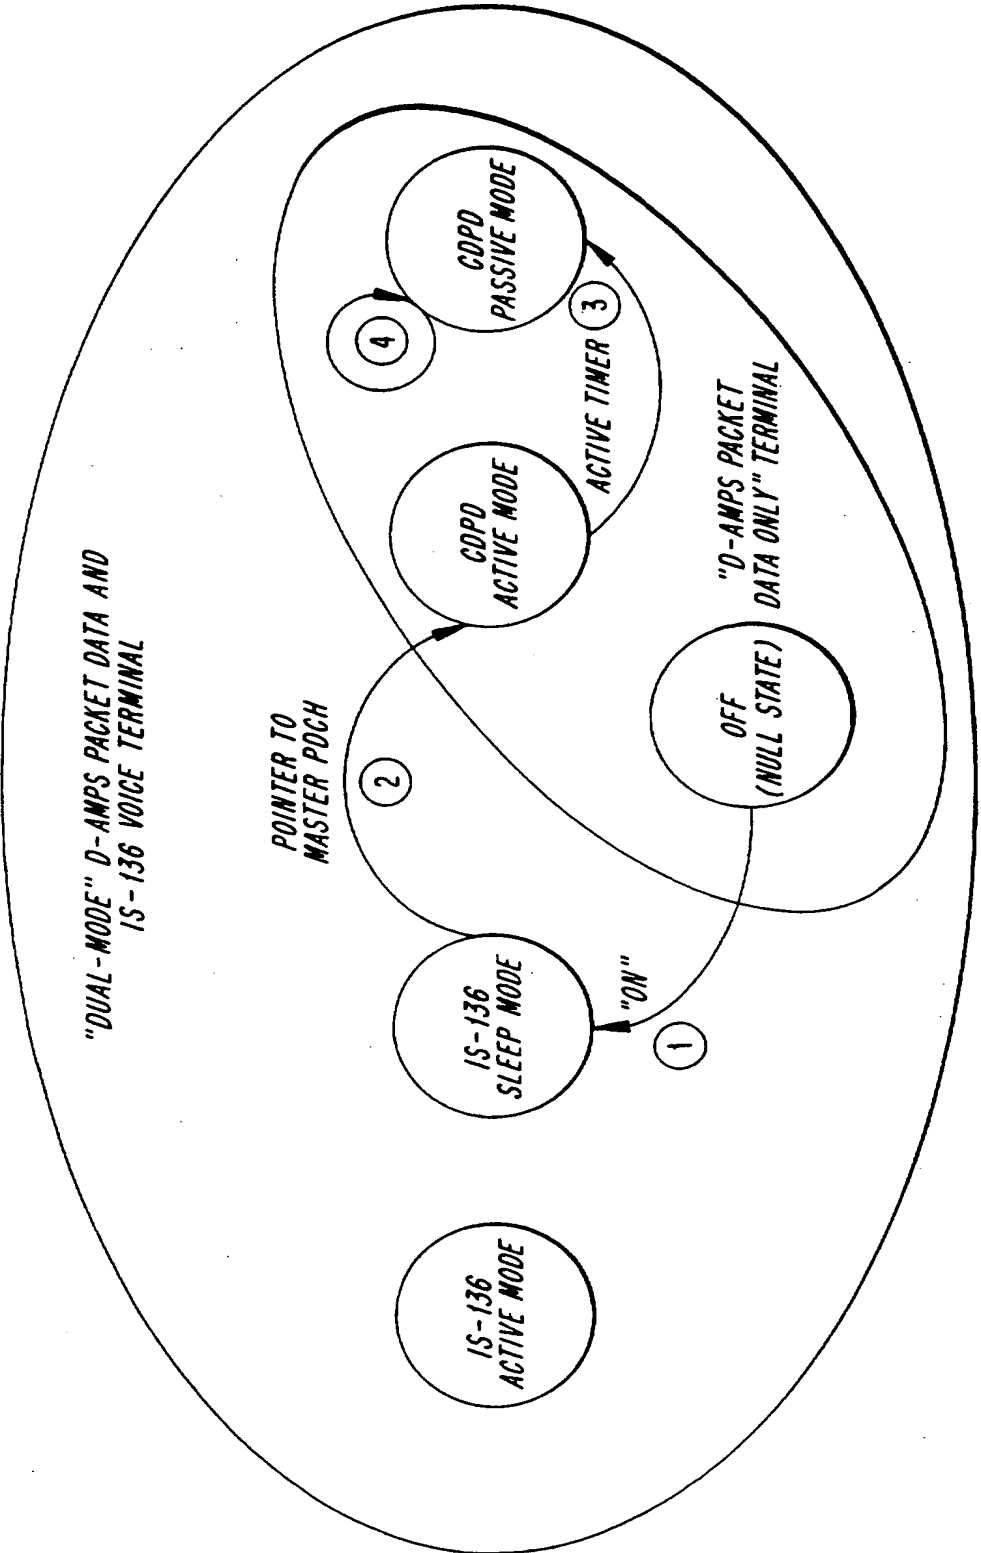 "DUAL-MODE" D-AMPS PACKET DATA AND
IS-136 VOICE TERMINAL
POINTER TO
MASTER PDCH
2
4
IS-136
ACTIVE MODE
IS-136
SLEEP MODE
CDPD
ACTIVE MODE
CDPD
PASSIVE MODE
"ON"
1
ACTIVE TIMER
3
OFF
(NULL STATE)
"D-AMPS PACKET
DATA ONLY" TERMINAL